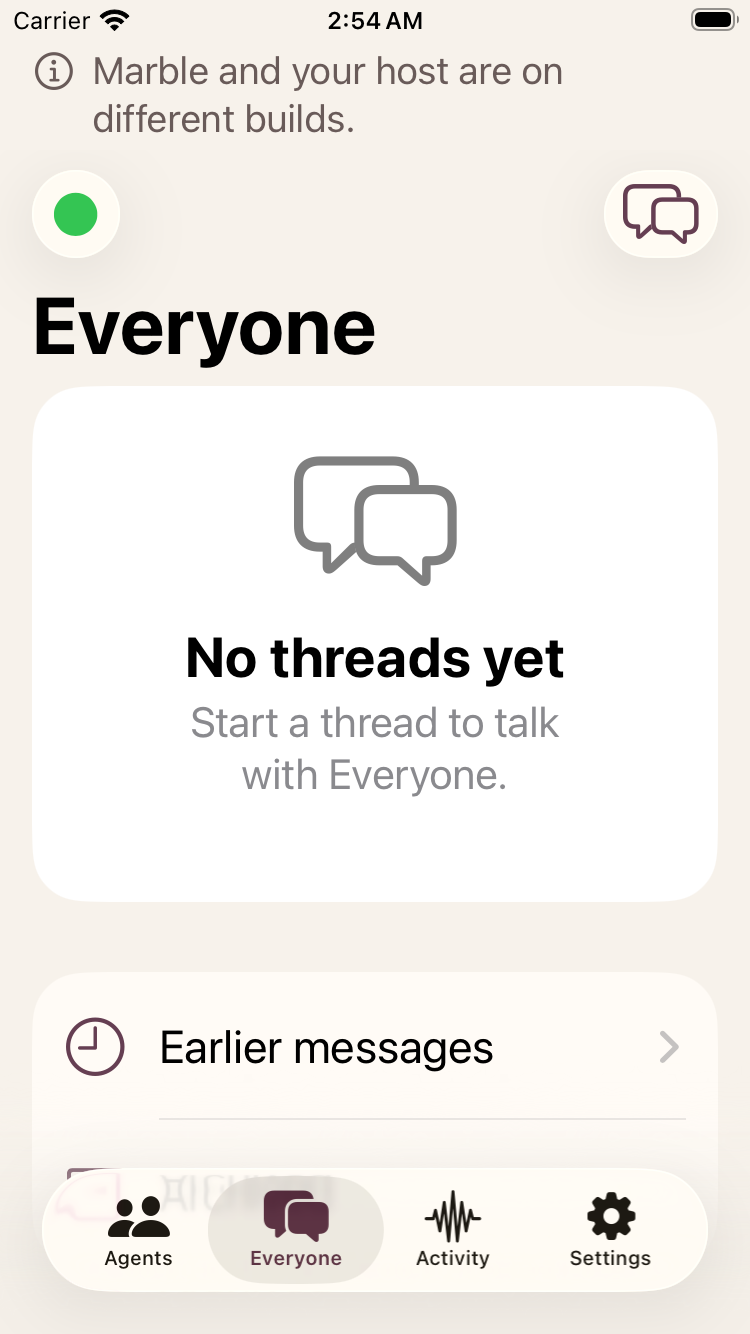 Carrier
2:54 AM
Marble and your host are on
different builds.
Everyone
No threads yet
Start a thread to talk
with Everyone.
Earlier messages
Agents
Everyone
Activity
Settings